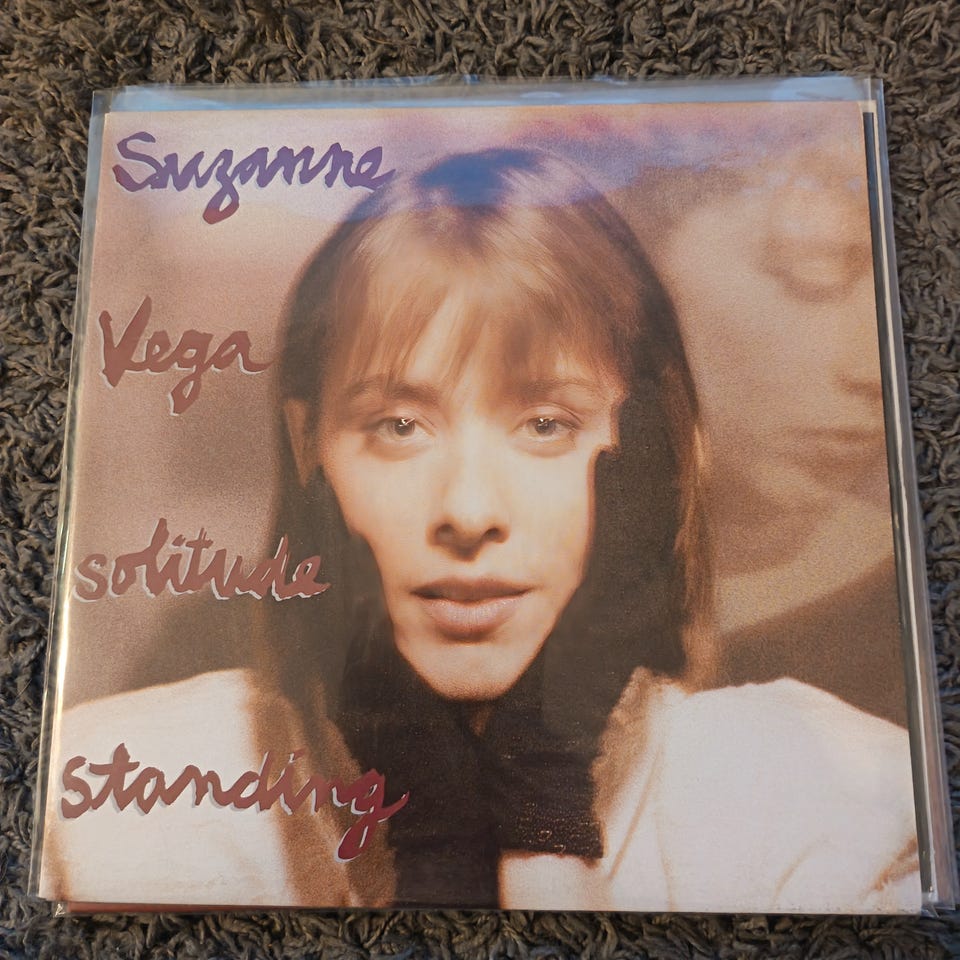 Suzanne
Vega
solitude
standing